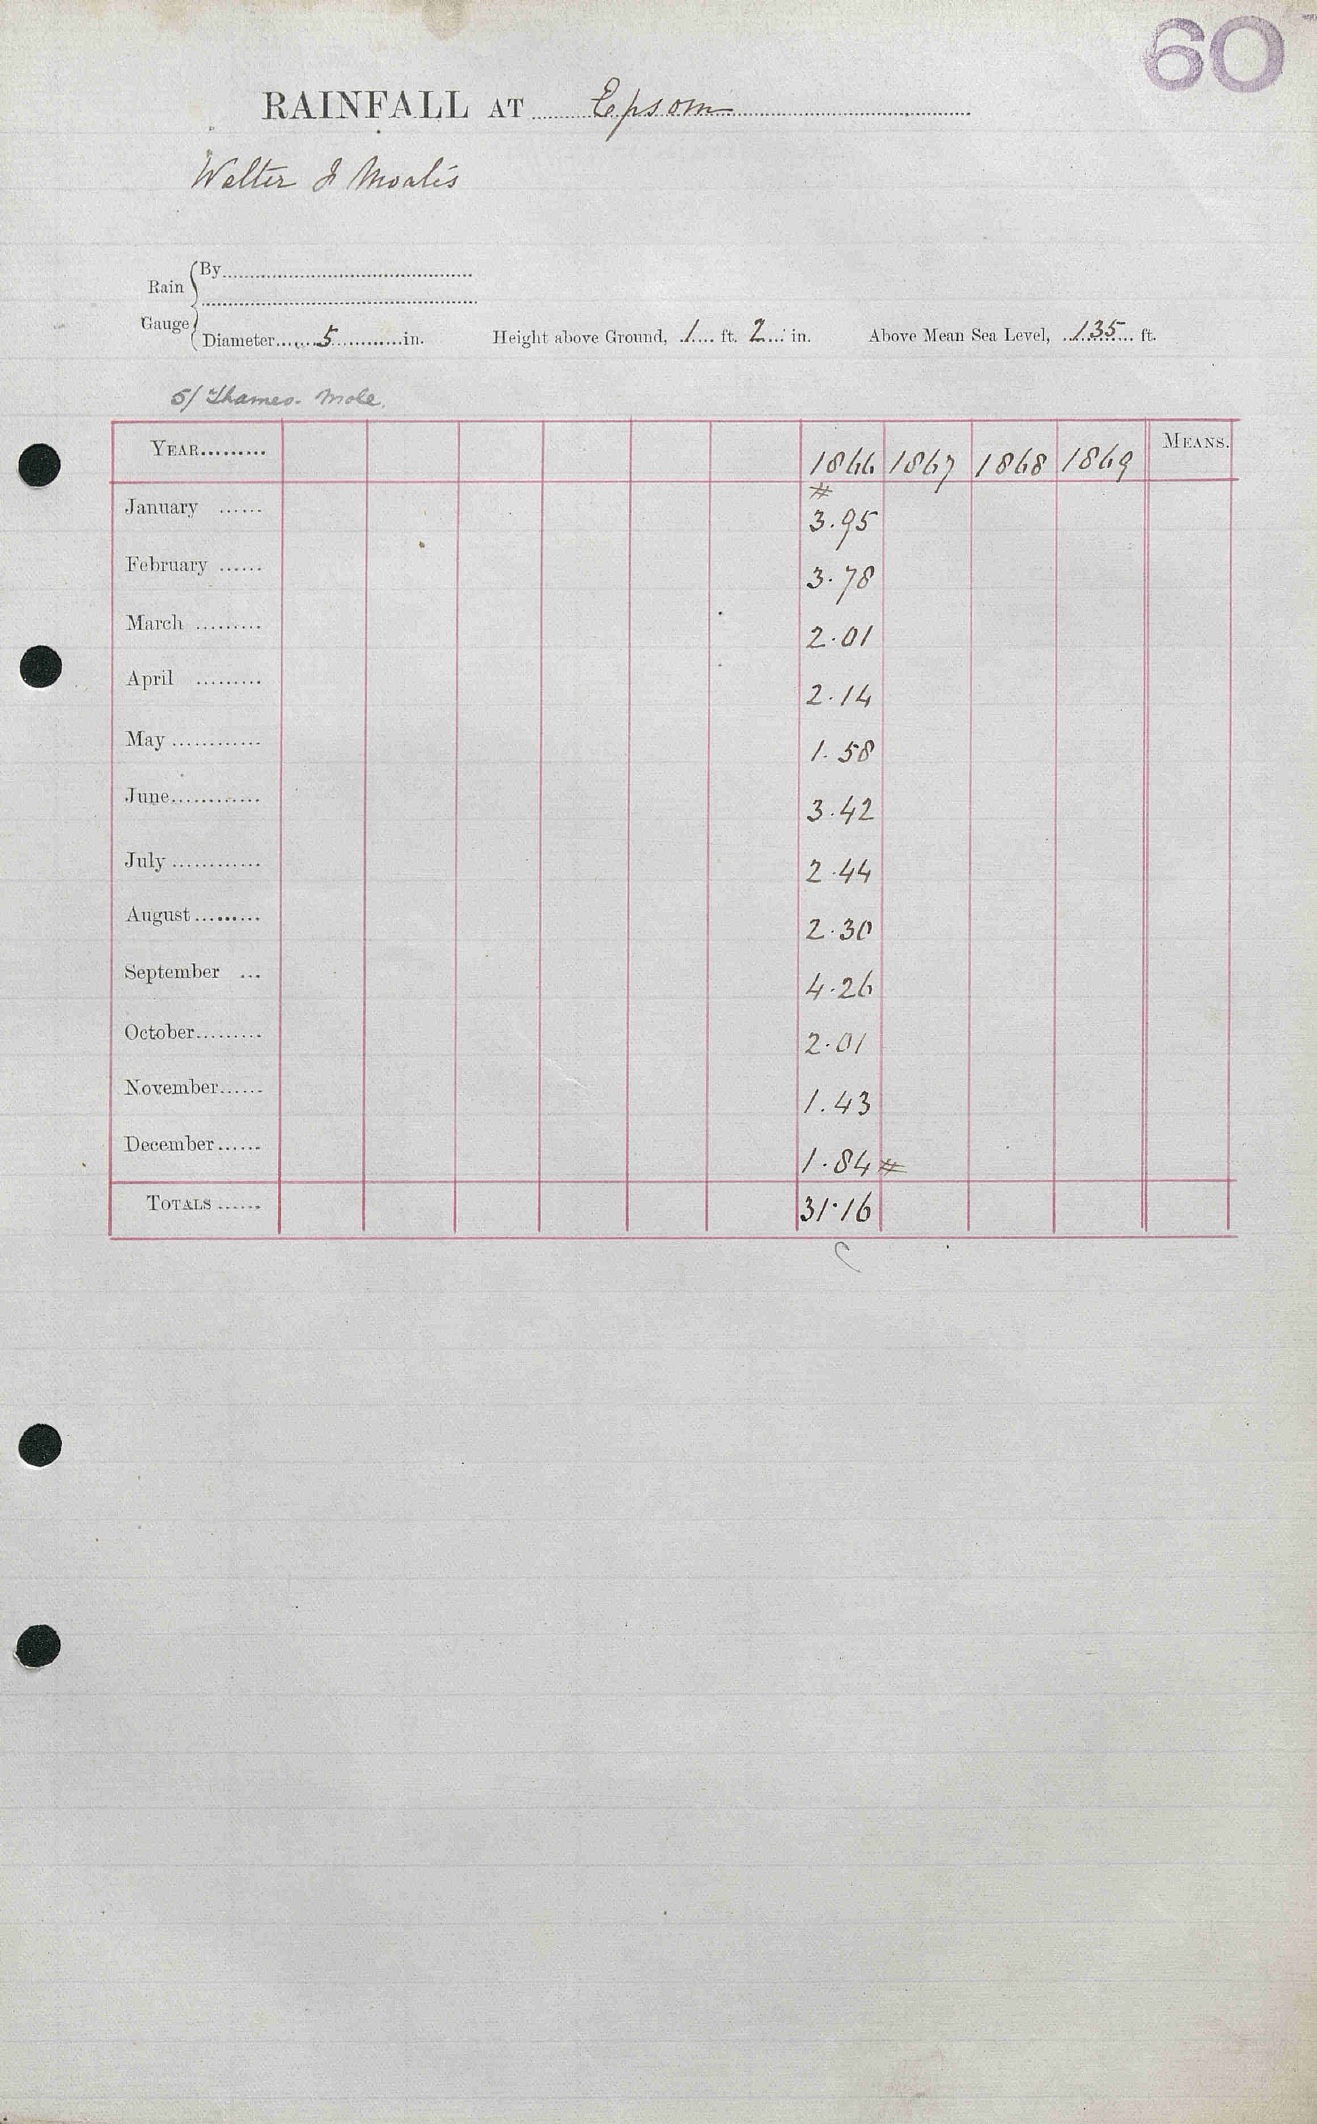 60
RAINFALL AT Epsom
Walter J
Rain Gauge { By
Diameter 5 in. Height above Ground, 1 ft. 2 in. Above Mean Sea Level, 135 ft.
5/ Thames. Mole.
YEAR 1866 1867 1868 1869 MEANS.
#
January 3.95
February 3.78
March 2.01
April 2.14
May 1.58
June 3.42
July 2.44
August 2.30
September 4.26
October 2.01
November 1.43
December 1.84 #
TOTALS 31.16
C